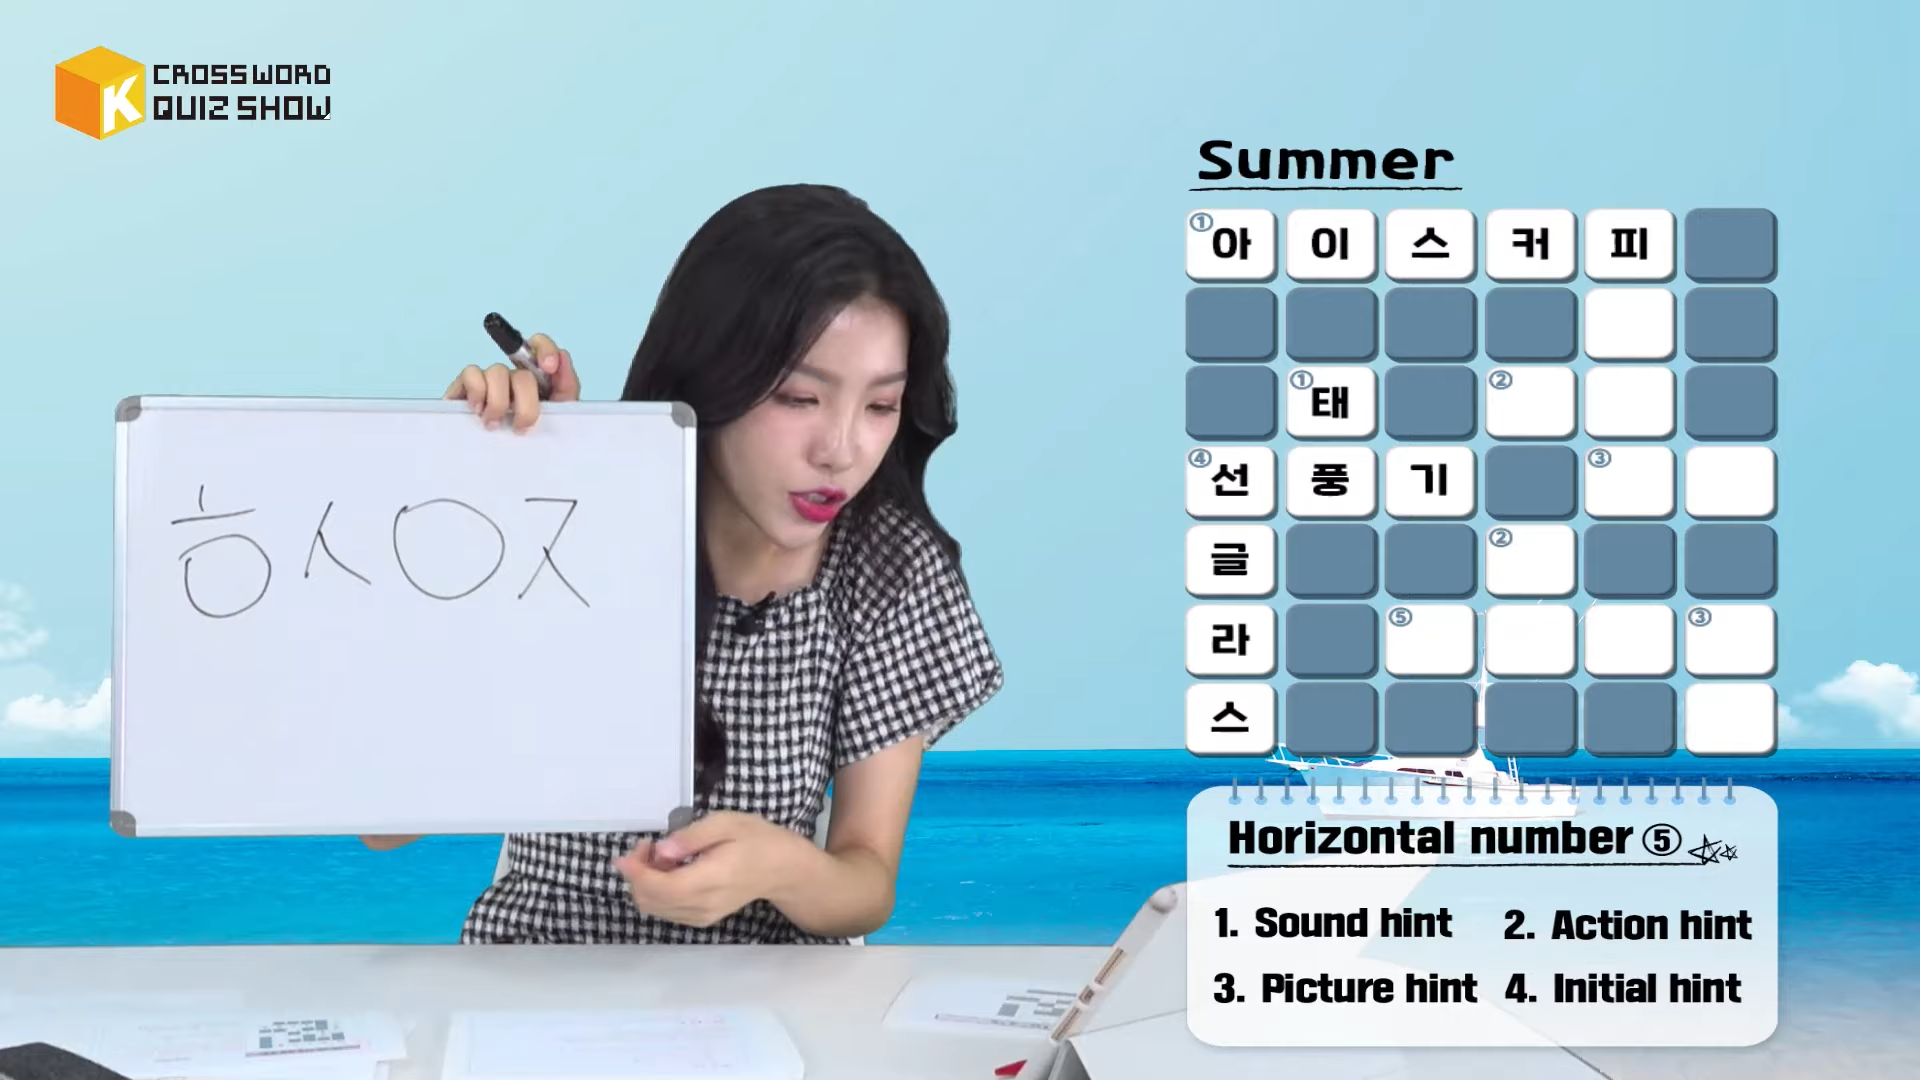 K
CROSSWORD
QUIZ SHOW
ㅎㅅㅇㅈ
Summer
① 아 이 스 커 피
① 태 ②
④ 선 풍 기 ③
글 ②
라 ⑤ ③
스
Horizontal number ⑤
1. Sound hint 2. Action hint
3. Picture hint 4. Initial hint